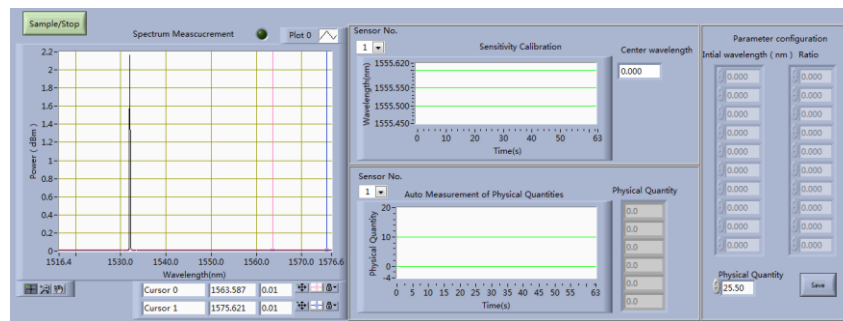 Sample/Stop
Spectrum Meascurement
Plot 0
Power ( dBm )
2.2
2
1.8
1.6
1.4
1.2
1
0.8
0.6
0.4
0.2
0
1516.4 1530.0 1540.0 1550.0 1560.0 1570.0 1576.6
Wavelength(nm)
Cursor 0 1563.587 0.01
Cursor 1 1575.621 0.01
Sensor No.
1
Sensitivity Calibration
Center wavelength
0.000
Wavelength(nm)
1555.620
1555.550
1555.500
1555.450
0 10 20 30 40 50 63
Time(s)
Sensor No.
1
Auto Measurement of Physical Quantities
Physical Quantity
Physical Quantity
20
10
0
-4
0 5 10 15 20 25 30 35 40 45 50 55 63
Time(s)
0.0
0.0
0.0
0.0
0.0
0.0
Parameter configuration
Intial wavelength ( nm ) Ratio
0.000 0.000
0.000 0.000
0.000 0.000
0.000 0.000
0.000 0.000
0.000 0.000
0.000 0.000
0.000 0.000
0.000 0.000
0.000 0.000
Physical Quantity
25.50
Save